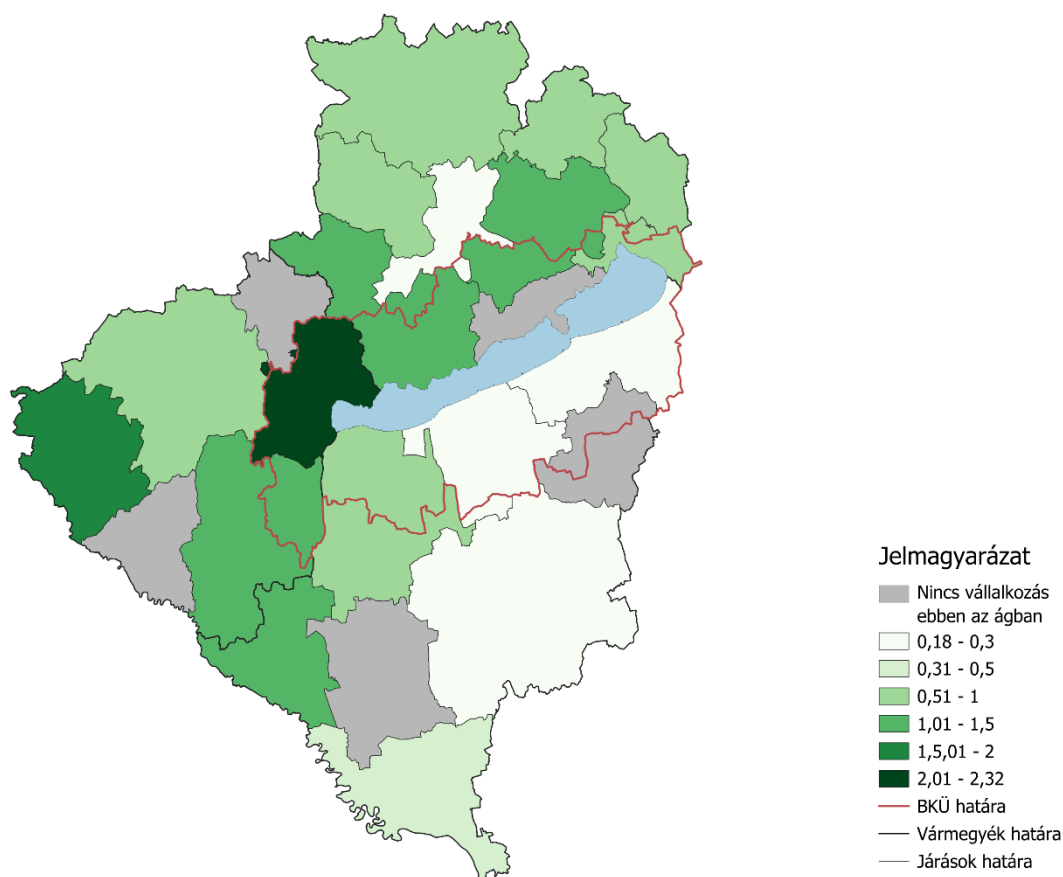 Jelmagyarázat
Nincs vállalkozás
ebben az ágban
0,18 - 0,3
0,31 - 0,5
0,51 - 1
1,01 - 1,5
1,5,01 - 2
2,01 - 2,32
BKÜ határa
Vármegyék határa
Járások határa